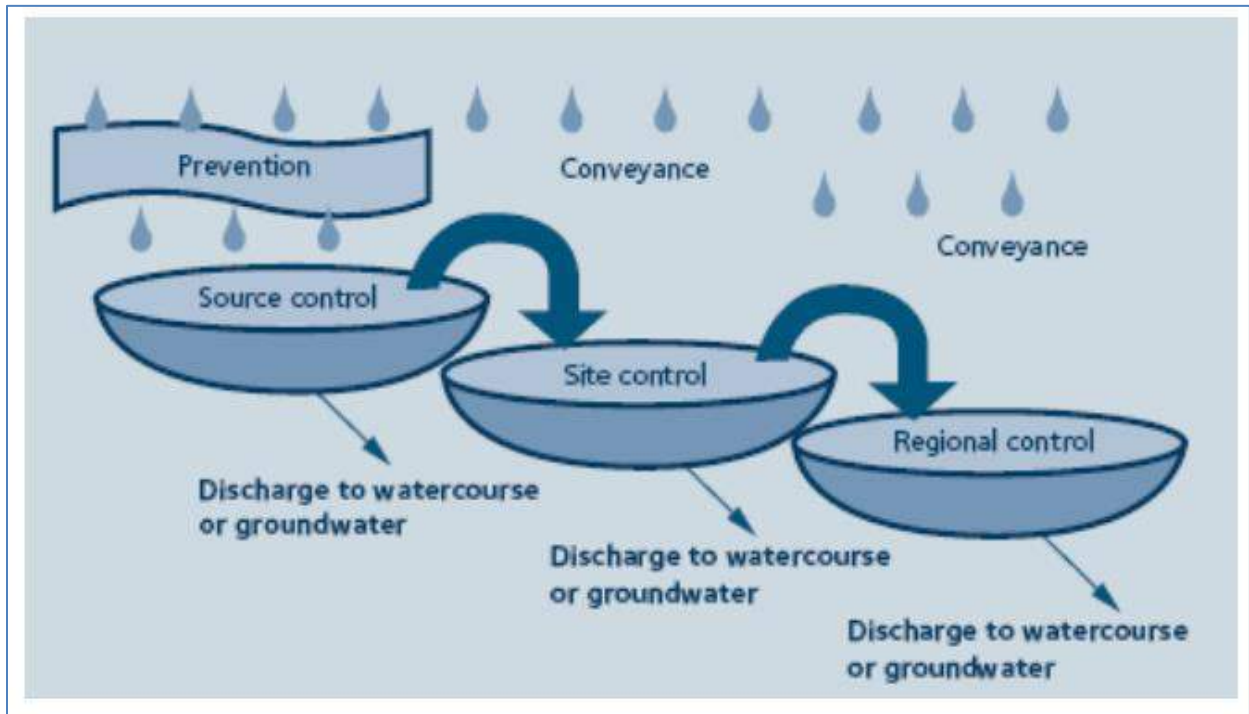 Prevention
Conveyance
Conveyance
Source control
Site control
Regional control
Discharge to watercourse
or groundwater
Discharge to watercourse
or groundwater
Discharge to watercourse
or groundwater